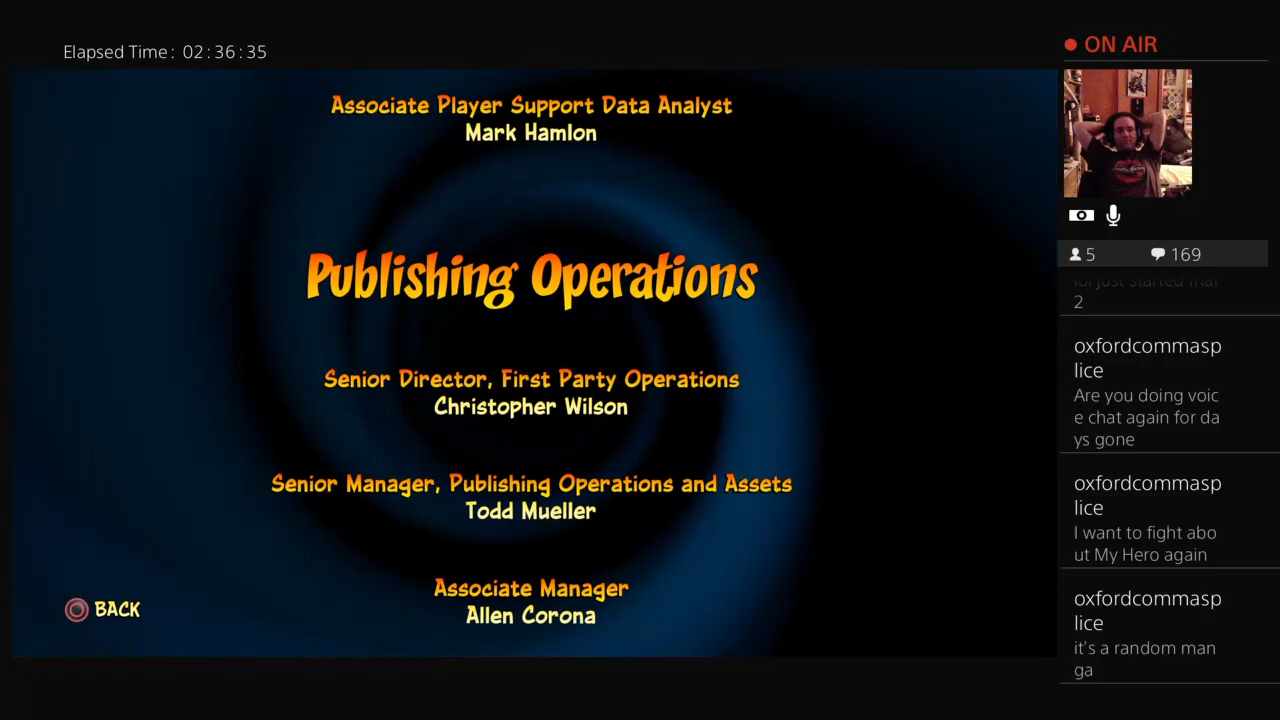 Elapsed Time: 02:36:35
ON AIR
Associate Player Support Data Analyst
Mark Hamlon
Publishing Operations
Senior Director, First Party Operations
Christopher Wilson
Senior Manager, Publishing Operations and Assets
Todd Mueller
Associate Manager
Allen Corona
BACK
5
169
2
oxfordcommasp
lice
Are you doing voic
e chat again for da
ys gone
oxfordcommasp
lice
I want to fight abo
ut My Hero again
oxfordcommasp
lice
it's a random man
ga